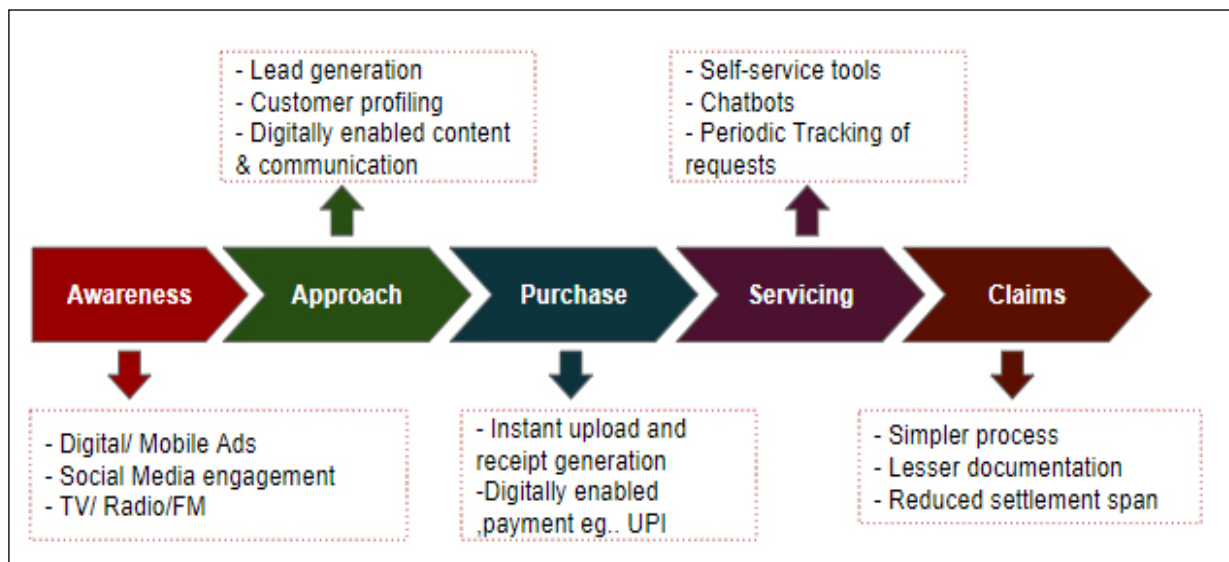 - Lead generation
- Customer profiling
- Digitally enabled content
& communication
- Self-service tools
- Chatbots
- Periodic Tracking of
requests
Awareness
Approach
Purchase
Servicing
Claims
- Digital/ Mobile Ads
- Social Media engagement
- TV/ Radio/FM
- Instant upload and
receipt generation
-Digitally enabled
,payment eg.. UPI
- Simpler process
- Lesser documentation
- Reduced settlement span